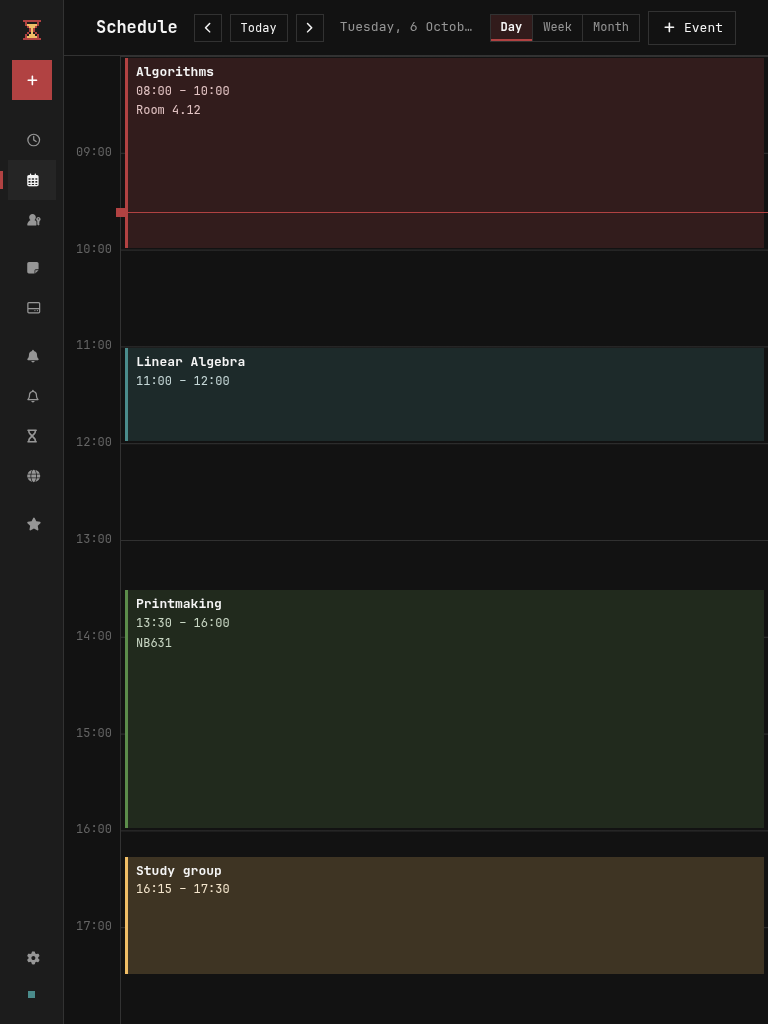 Schedule
Today
Tuesday, 6 Octob…
Day
Week
Month
Event
Algorithms
08:00 – 10:00
Room 4.12
09:00
10:00
11:00
Linear Algebra
11:00 – 12:00
12:00
13:00
Printmaking
13:30 – 16:00
14:00
NB631
15:00
16:00
Study group
16:15 – 17:30
17:00